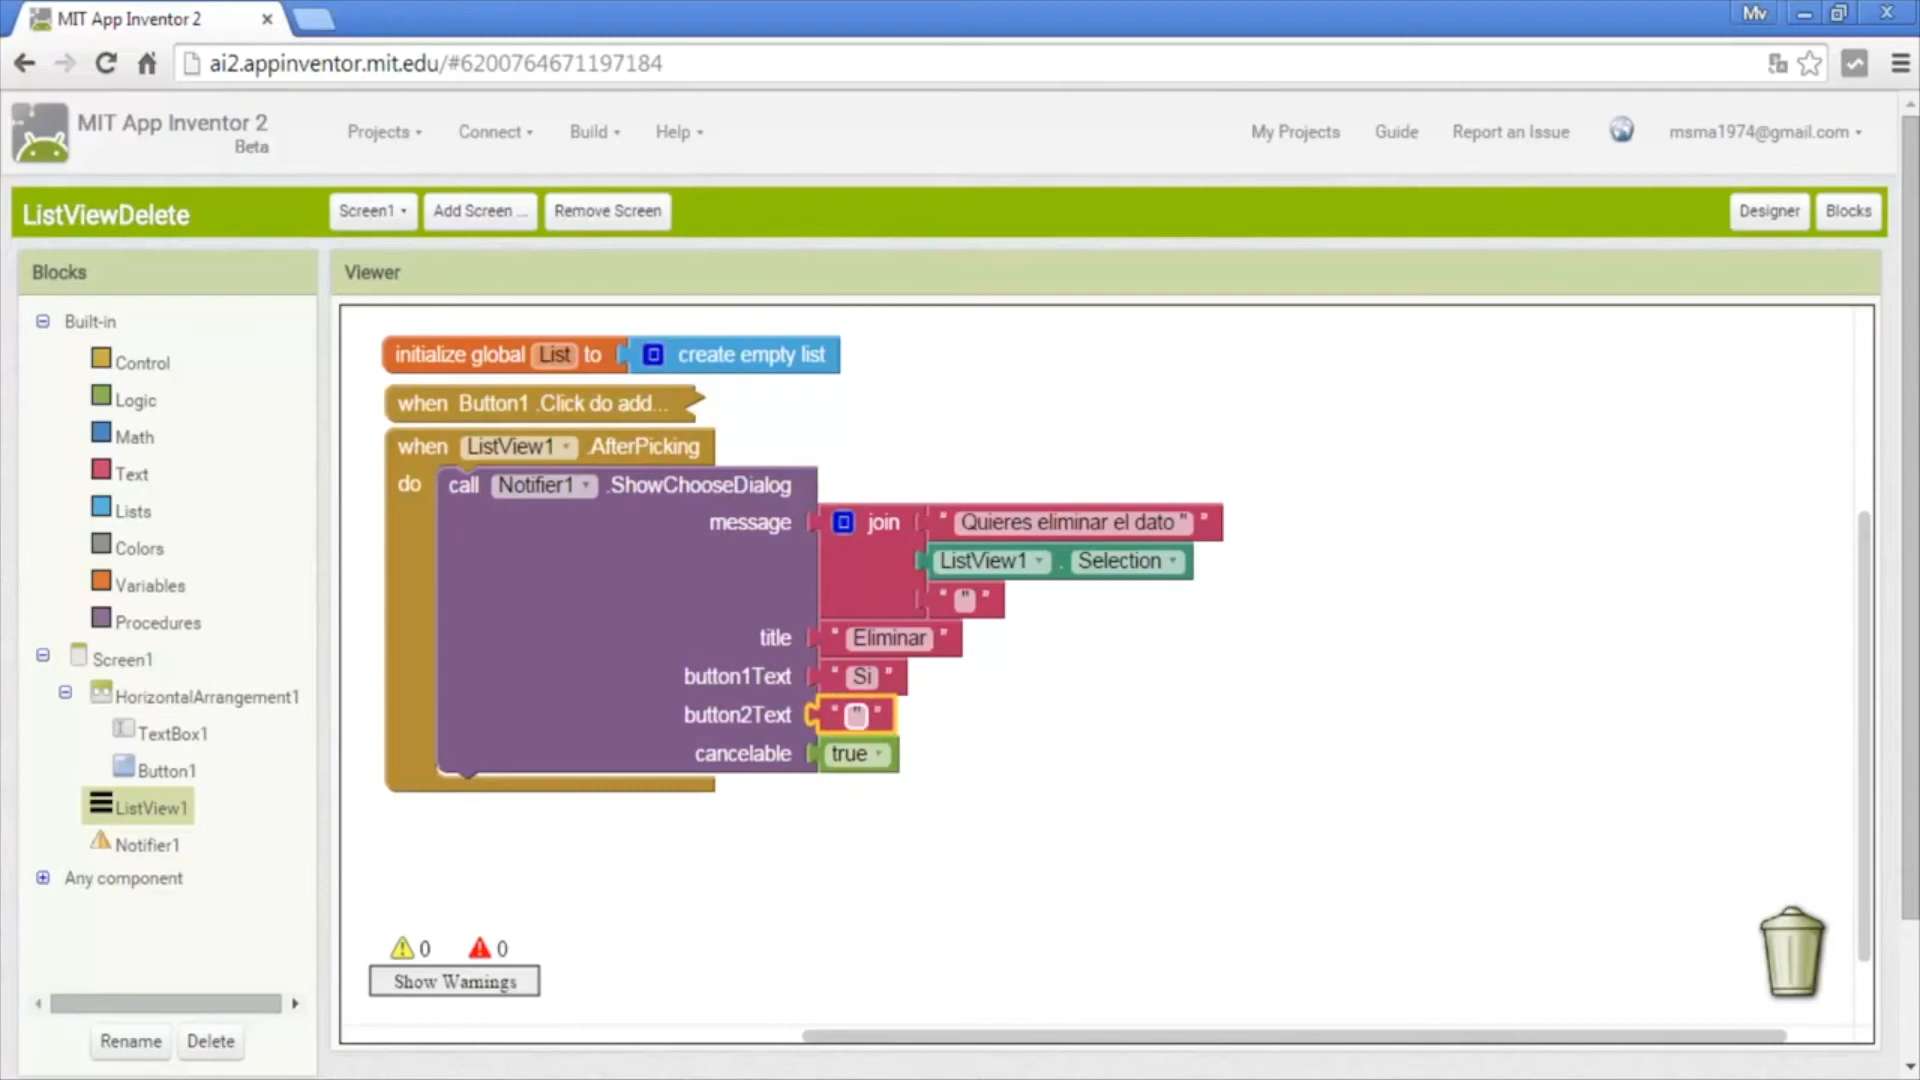 MIT App Inventor 2
Mv
ai2.appinventor.mit.edu/#6200764671197184
MIT App Inventor 2
Beta
Projects
Connect
Build
Help
My Projects
Guide
Report an Issue
msma1974@gmail.com
ListViewDelete
Screen1
Add Screen ...
Remove Screen
Designer
Blocks
Blocks
Built-in
Control
Logic
Math
Text
Lists
Colors
Variables
Procedures
Screen1
HorizontalArrangement1
TextBox1
Button1
ListView1
Notifier1
Any component
Rename
Delete
Viewer
initialize global List to create empty list
when Button1 .Click do add...
when ListView1 .AfterPicking
do call Notifier1 .ShowChooseDialog
message join " Quieres eliminar el dato " "
ListView1 . Selection
" " "
title " Eliminar "
button1Text " Si "
button2Text " " "
cancelable true
0 0
Show Warnings